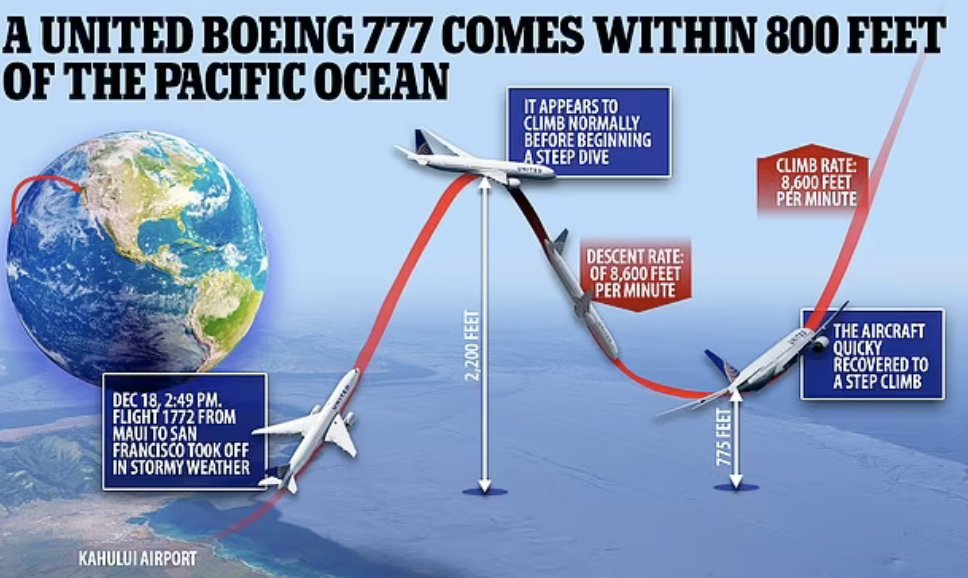 A UNITED BOEING 777 COMES WITHIN 800 FEET
OF THE PACIFIC OCEAN
IT APPEARS TO
CLIMB NORMALLY
BEFORE BEGINNING
A STEEP DIVE
UNITED
CLIMB RATE:
8,600 FEET
PER MINUTE
DESCENT RATE:
OF 8,600 FEET
PER MINUTE
2,200 FEET
THE AIRCRAFT
QUICKY
RECOVERED TO
A STEP CLIMB
UNITED
775 FEET
DEC 18, 2:49 PM.
FLIGHT 1772 FROM
MAUI TO SAN
FRANCISCO TOOK OFF
IN STORMY WEATHER
UNITED
KAHULUI AIRPORT